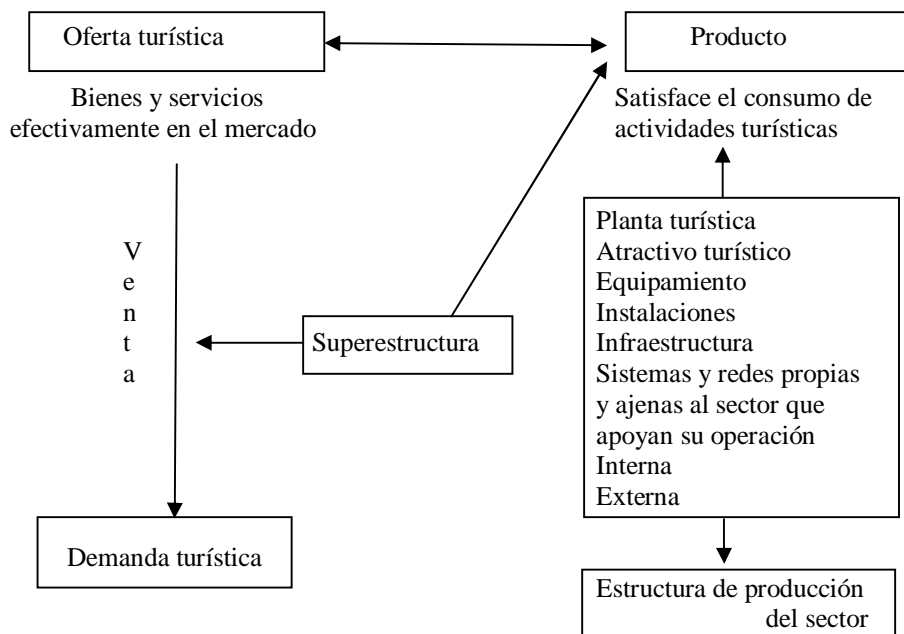 Oferta turística
Producto
Bienes y servicios
efectivamente en el mercado
Satisface el consumo de
actividades turísticas
Venta
Superestructura
Planta turística
Atractivo turístico
Equipamiento
Instalaciones
Infraestructura
Sistemas y redes propias
y ajenas al sector que
apoyan su operación
Interna
Externa
Demanda turística
Estructura de producción
del sector